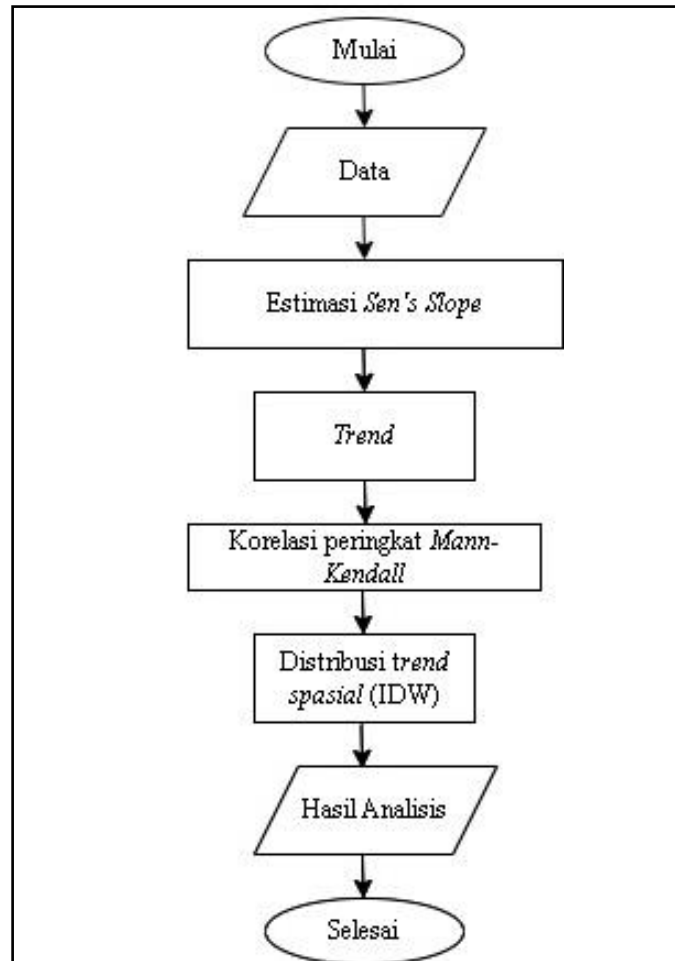 Mulai
Data
Estimasi Sen's Slope
Trend
Korelasi peringkat Mann-
Kendall
Distribusi trend
spasial (IDW)
Hasil Analisis
Selesai